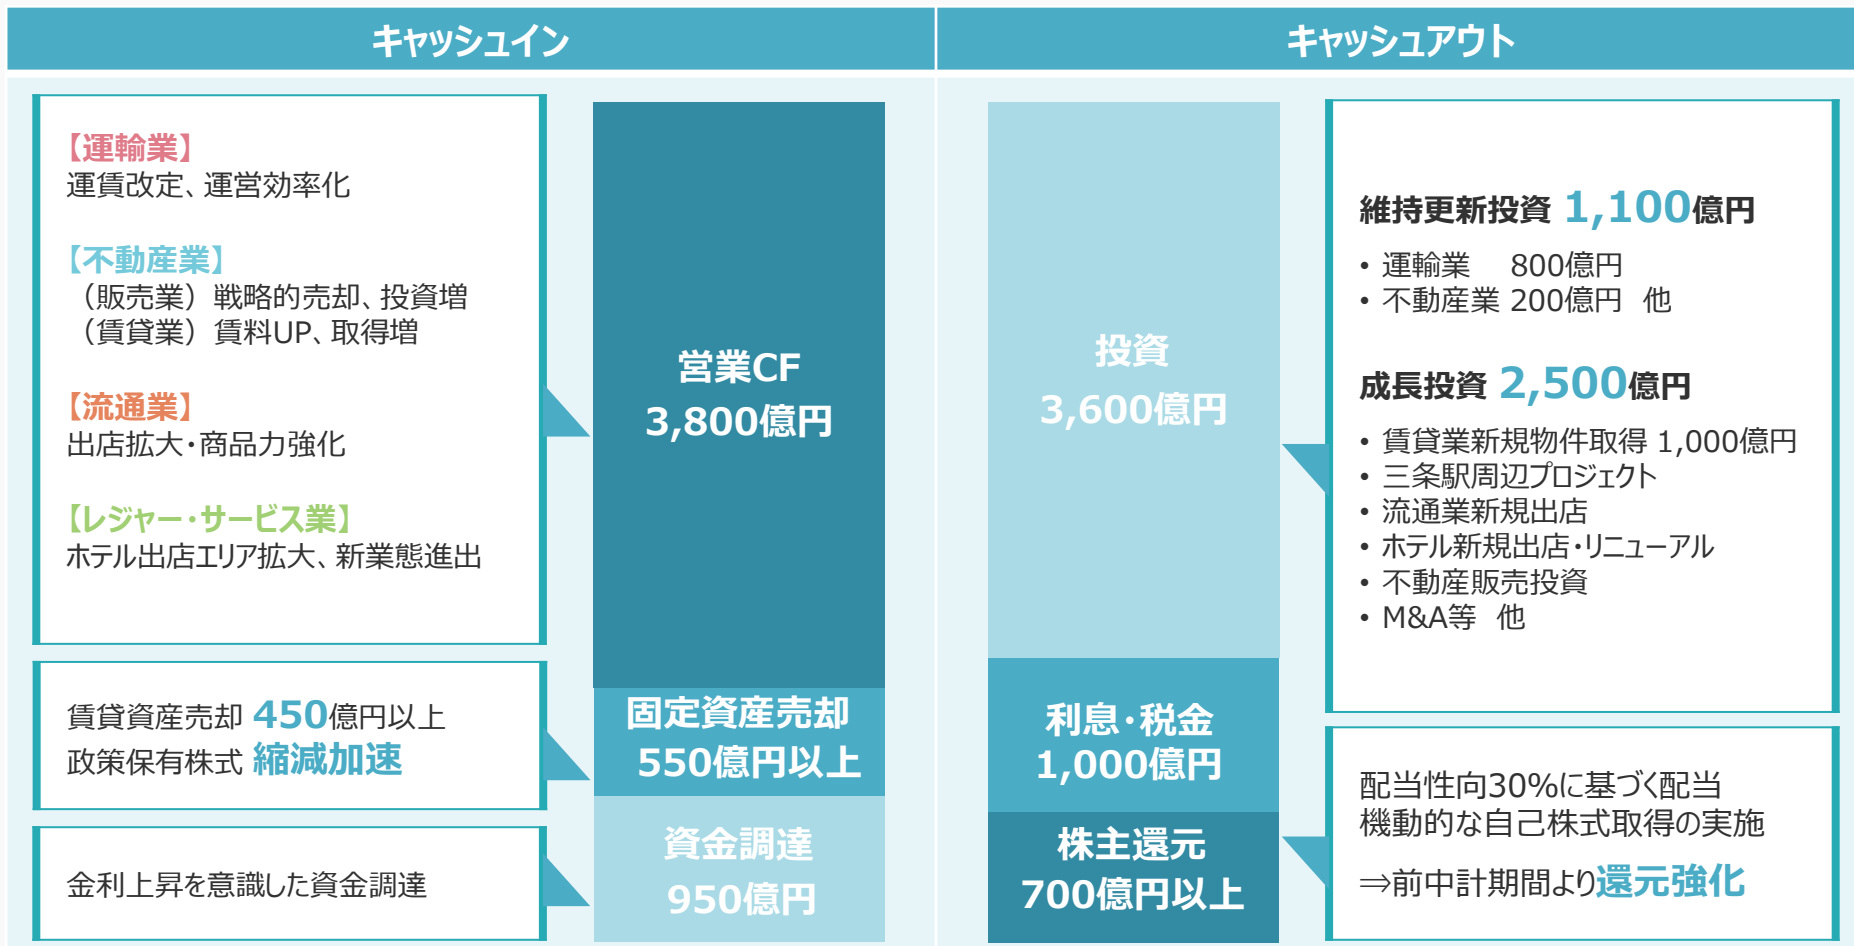 キャッシュイン
キャッシュアウト
【運輸業】
運賃改定、運営効率化
【不動産業】
（販売業）戦略的売却、投資増
（賃貸業）賃料UP、取得増
【流通業】
出店拡大・商品力強化
【レジャー・サービス業】
ホテル出店エリア拡大、新業態進出
賃貸資産売却 450億円以上
政策保有株式 縮減加速
金利上昇を意識した資金調達
営業CF
3,800億円
固定資産売却
550億円以上
資金調達
950億円
投資
3,600億円
利息・税金
1,000億円
株主還元
700億円以上
維持更新投資 1,100億円
• 運輸業 800億円
• 不動産業 200億円 他
成長投資 2,500億円
• 賃貸業新規物件取得 1,000億円
• 三条駅周辺プロジェクト
• 流通業新規出店
• ホテル新規出店・リニューアル
• 不動産販売投資
• M&A等 他
配当性向30%に基づく配当
機動的な自己株式取得の実施
⇒前中計期間より還元強化